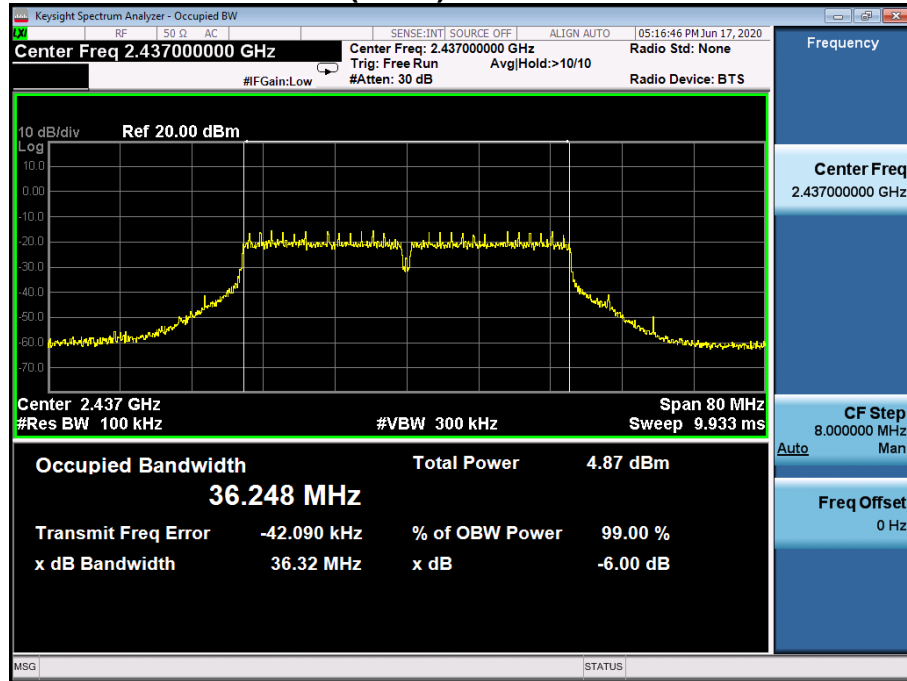 Keysight Spectrum Analyzer - Occupied BW
LXI RF 50 Ω AC SENSE:INT SOURCE OFF ALIGN AUTO 05:16:46 PM Jun 17, 2020
Center Freq 2.437000000 GHz
Center Freq: 2.437000000 GHz Radio Std: None
Trig: Free Run Avg|Hold:>10/10
#IFGain:Low #Atten: 30 dB Radio Device: BTS
10 dB/div Ref 20.00 dBm
Log
10.0
0.00
-10.0
-20.0
-30.0
-40.0
-50.0
-60.0
-70.0
Center 2.437 GHz Span 80 MHz
#Res BW 100 kHz #VBW 300 kHz Sweep 9.933 ms
Occupied Bandwidth Total Power 4.87 dBm
36.248 MHz
Transmit Freq Error -42.090 kHz % of OBW Power 99.00 %
x dB Bandwidth 36.32 MHz x dB -6.00 dB
MSG STATUS
Frequency
Center Freq
2.437000000 GHz
CF Step
8.000000 MHz
Auto Man
Freq Offset
0 Hz